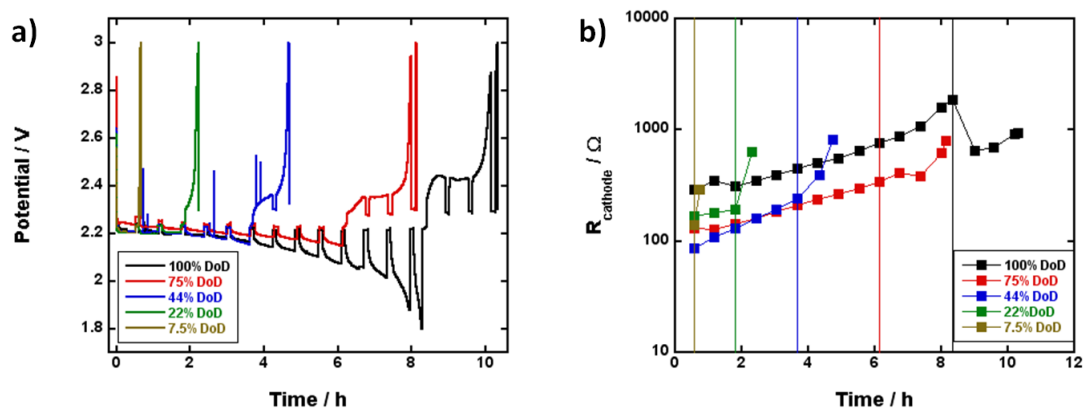 a)
3
2.8
2.6
2.4
2.2
2
1.8
Potential / V
0 2 4 6 8 10
Time / h
100% DoD
75% DoD
44% DoD
22% DoD
7.5% DoD
b)
10000
1000
100
10
R cathode / Ω
0 2 4 6 8 10 12
Time / h
100% DoD
75% DoD
44% DoD
22%DoD
7.5% DoD